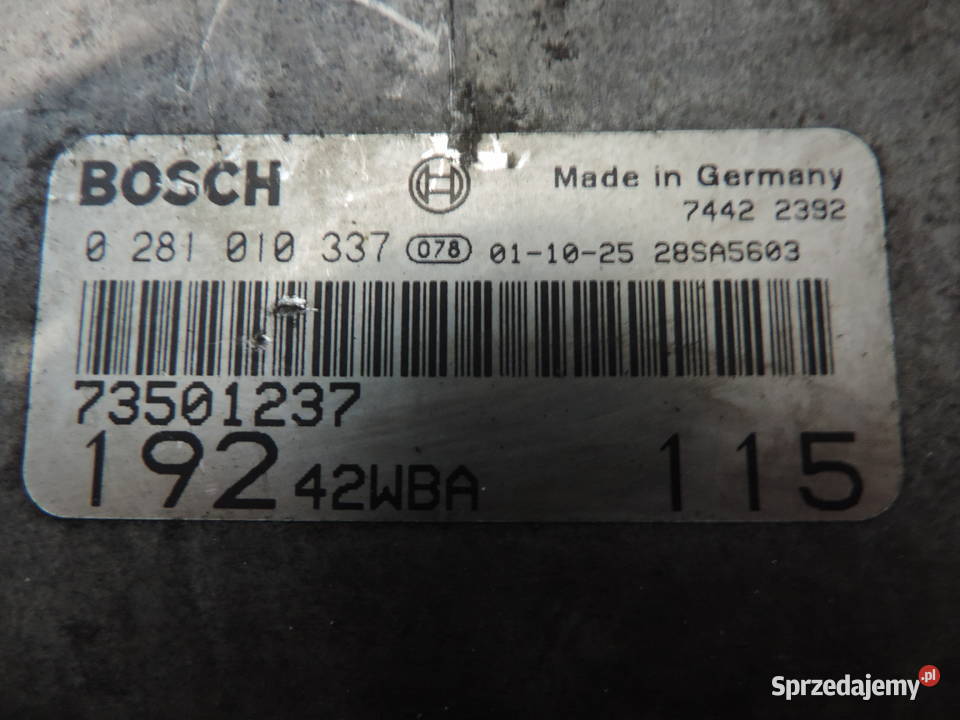 BOSCH Made in Germany
7442 2392
0 281 010 337 078 01-10-25 28SA5603
73501237
192 42WBA 115
Sprzedajemy.pl